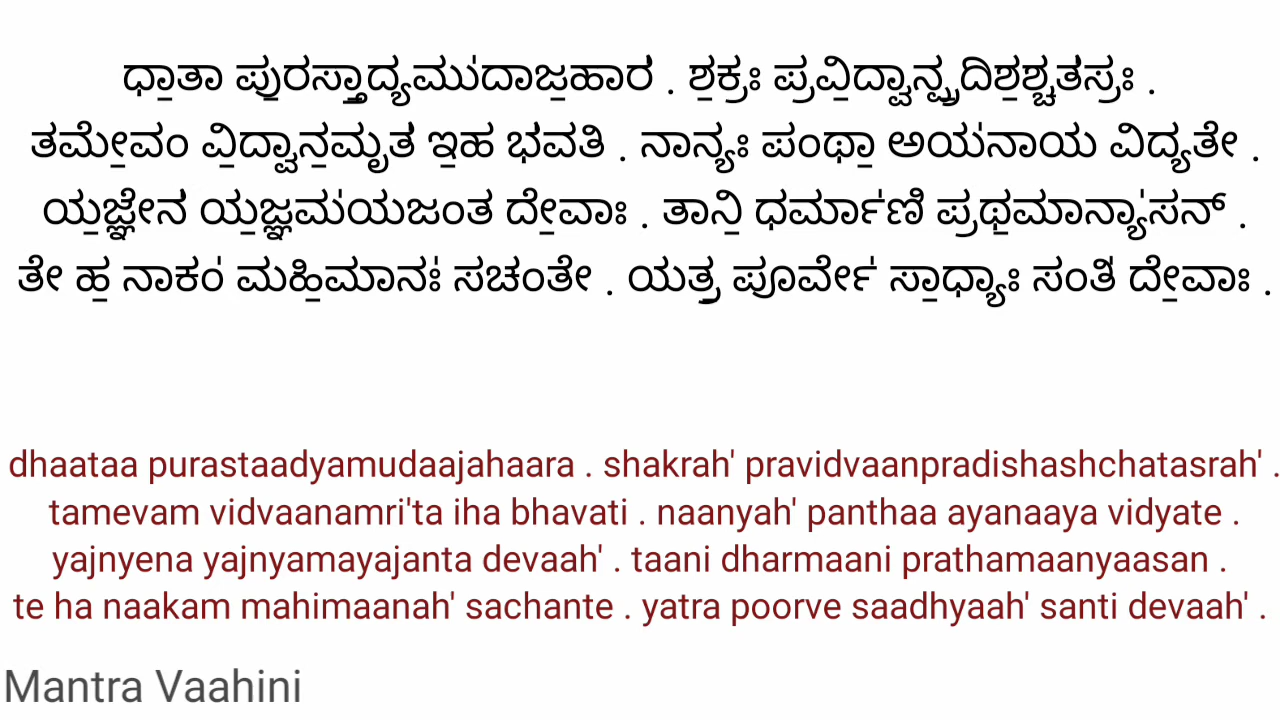 ಧಾ॒ತಾ ಪು॒ರಸ್ತಾ॒ದ್ಯಮು॑ದಾಜ॒ಹಾರ॑ . ಶ॒ಕ್ರಃ ಪ್ರವಿ॒ದ್ವಾನ್ಪ್ರ॒ದಿಶ॒ಶ್ಚತ॑ಸ್ರಃ .
ತಮೇ॒ವಂ ವಿ॒ದ್ವಾನ॒ಮೃತ॑ ಇ॒ಹ ಭ॑ವತಿ . ನಾನ್ಯಃ ಪಂಥಾ॒ ಅಯ॑ನಾಯ ವಿದ್ಯತೇ .
ಯ॒ಜ್ಞೇನ॑ ಯ॒ಜ್ಞಮ॑ಯಜಂತ ದೇ॒ವಾಃ . ತಾನಿ॒ ಧರ್ಮಾ॑ಣಿ ಪ್ರಥ॒ಮಾನ್ಯಾ॑ಸನ್ .
ತೇ ಹ॒ ನಾಕಂ॑ ಮಹಿ॒ಮಾನಃ॑ ಸಚಂತೇ . ಯತ್ರ॒ ಪೂರ್ವೇ॑ ಸಾ॒ಧ್ಯಾಃ ಸಂತಿ॑ ದೇ॒ವಾಃ .
dhaataa purastaadyamudaajahaara . shakrah' pravidvaanpradishashchatasrah' .
tamevam vidvaanamri'ta iha bhavati . naanyah' panthaa ayanaaya vidyate .
yajnyena yajnyamayajanta devaah' . taani dharmaani prathamaanyaasan .
te ha naakam mahimaanah' sachante . yatra poorve saadhyaah' santi devaah' .
Mantra Vaahini